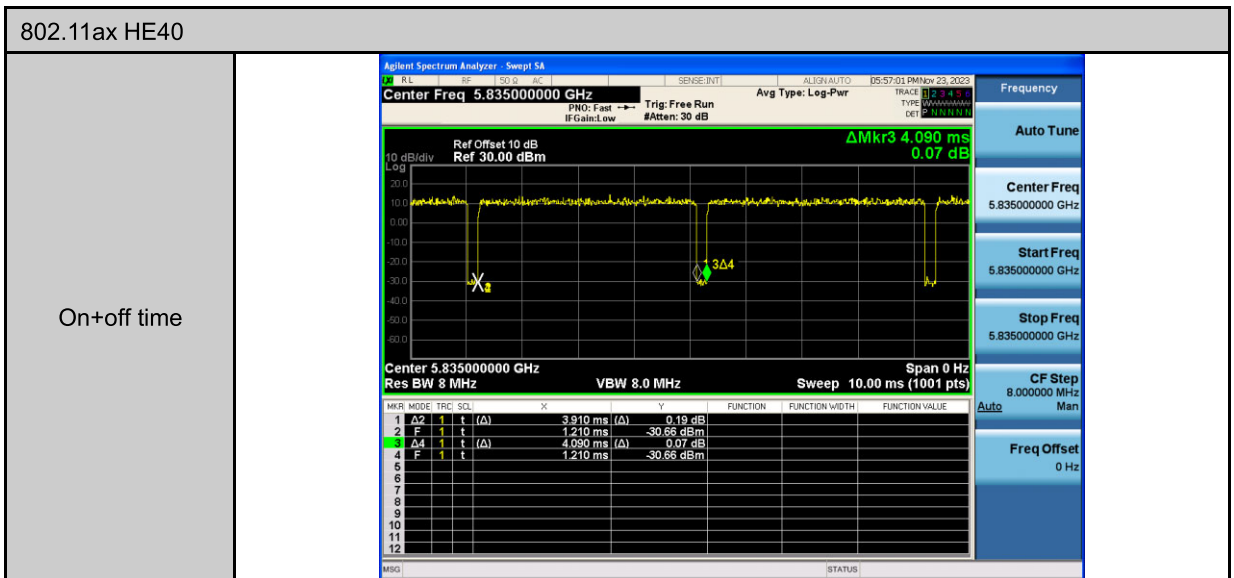 802.11ax HE40
On+off time
Agilent Spectrum Analyzer - Swept SA
RL RF 50 Ω AC SENSE:INT ALIGN AUTO 05:57:01 PM Nov 23, 2023
Center Freq 5.835000000 GHz
PNO: Fast
IFGain:Low
Trig: Free Run
#Atten: 30 dB
Avg Type: Log-Pwr
TRACE 1 2 3 4 5 6
TYPE
DET P N N N N N
ΔMkr3 4.090 ms
0.07 dB
Ref Offset 10 dB
10 dB/div Ref 30.00 dBm
Log
20.0
10.0
0.00
-10.0
-20.0
-30.0
-40.0
-50.0
-60.0
3Δ4
Center 5.835000000 GHz Span 0 Hz
Res BW 8 MHz VBW 8.0 MHz Sweep 10.00 ms (1001 pts)
MKR MODE TRC SCL X Y FUNCTION FUNCTION WIDTH FUNCTION VALUE
1 Δ2 1 t (Δ) 3.910 ms (Δ) 0.19 dB
2 F 1 t 1.210 ms -30.66 dBm
3 Δ4 1 t (Δ) 4.090 ms (Δ) 0.07 dB
4 F 1 t 1.210 ms -30.66 dBm
5
6
7
8
9
10
11
12
MSG STATUS
Frequency
Auto Tune
Center Freq
5.835000000 GHz
Start Freq
5.835000000 GHz
Stop Freq
5.835000000 GHz
CF Step
8.000000 MHz
Auto Man
Freq Offset
0 Hz